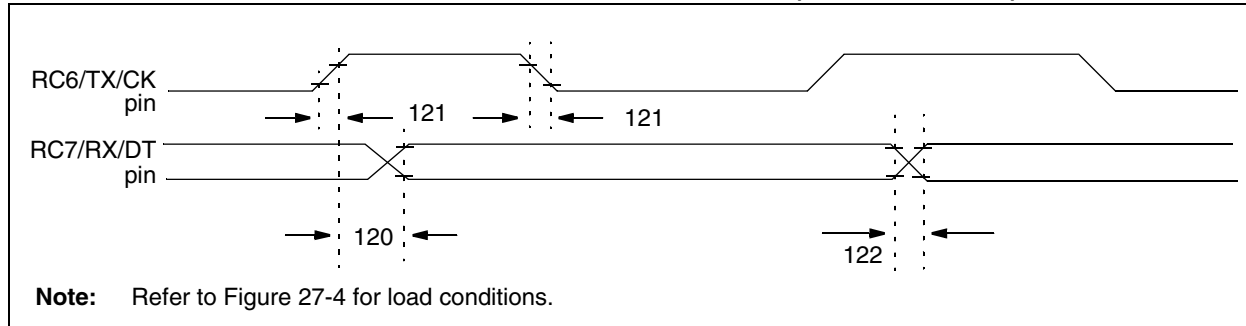 RC6/TX/CK
pin
121
121
RC7/RX/DT
pin
120
122
Note: Refer to Figure 27-4 for load conditions.